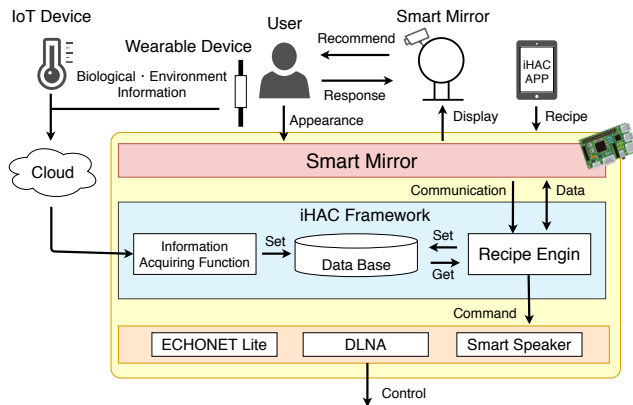 IoT Device
User
Smart Mirror
Wearable Device
Recommend
Biological・Environment
Information
Response
iHAC
APP
Appearance
Display
Recipe
Cloud
Smart Mirror
Communication
Data
iHAC Framework
Information
Acquiring Function
Set
Data Base
Set
Get
Recipe Engin
Command
ECHONET Lite
DLNA
Smart Speaker
Control